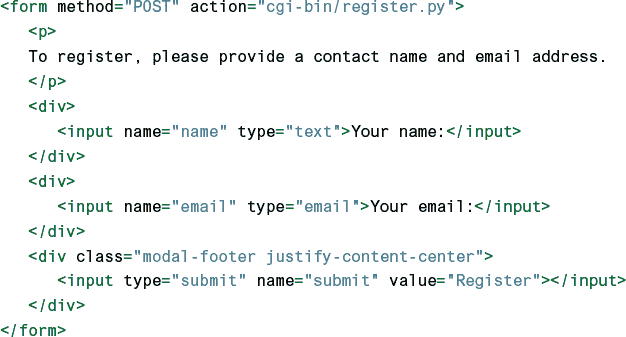 <form method="POST" action="cgi-bin/register.py">
   <p>
   To register, please provide a contact name and email address.
   </p>
   <div>
      <input name="name" type="text">Your name:</input>
   </div>
   <div>
      <input name="email" type="email">Your email:</input>
   </div>
   <div class="modal-footer justify-content-center">
      <input type="submit" name="submit" value="Register"></input>
   </div>
</form>